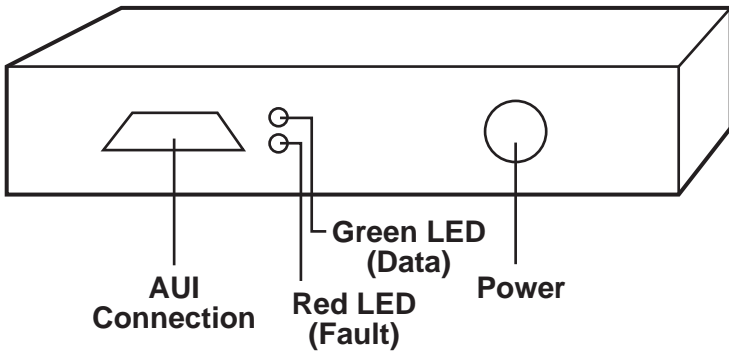 Green LED
(Data)
AUI
Connection
Red LED
(Fault)
Power